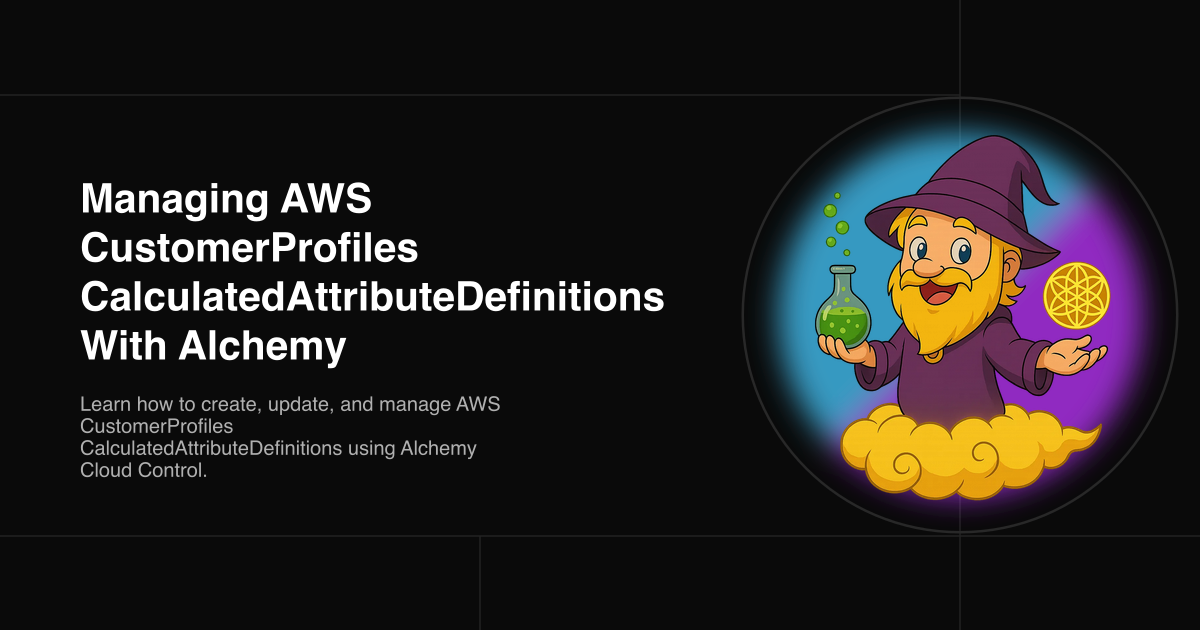 Managing AWS
CustomerProfiles
CalculatedAttributeDefinitions
With Alchemy
Learn how to create, update, and manage AWS
CustomerProfiles
CalculatedAttributeDefinitions using Alchemy
Cloud Control.